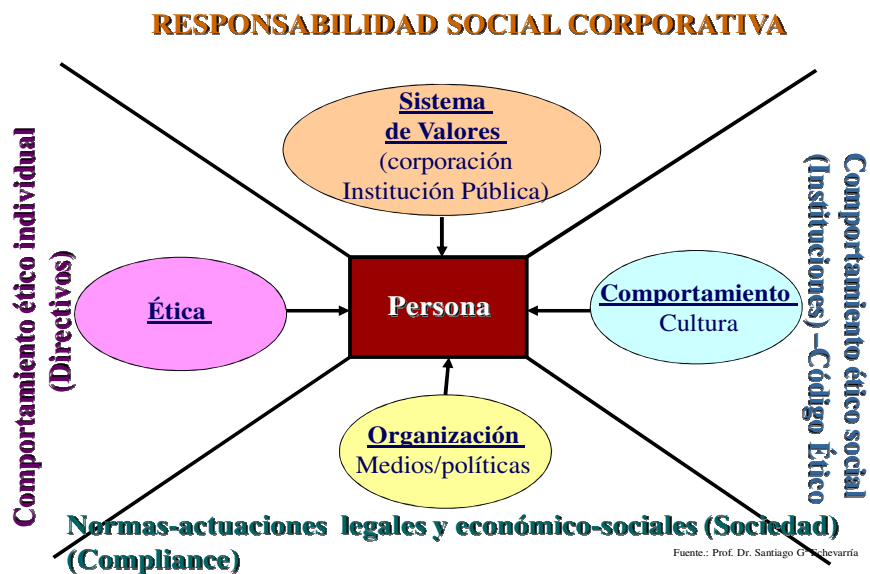 RESPONSABILIDAD SOCIAL CORPORATIVA
Sistema
de Valores
(corporación
Institución Pública)
Comportamiento ético individual
(Directivos)
Ética
Persona
Comportamiento
Cultura
Comportamiento ético social
(Instituciones) –Código Ético
Organización
Medios/políticas
Normas-actuaciones legales y económico-sociales (Sociedad)
(Compliance)
Fuente.: Prof. Dr. Santiago Gª Echevarría